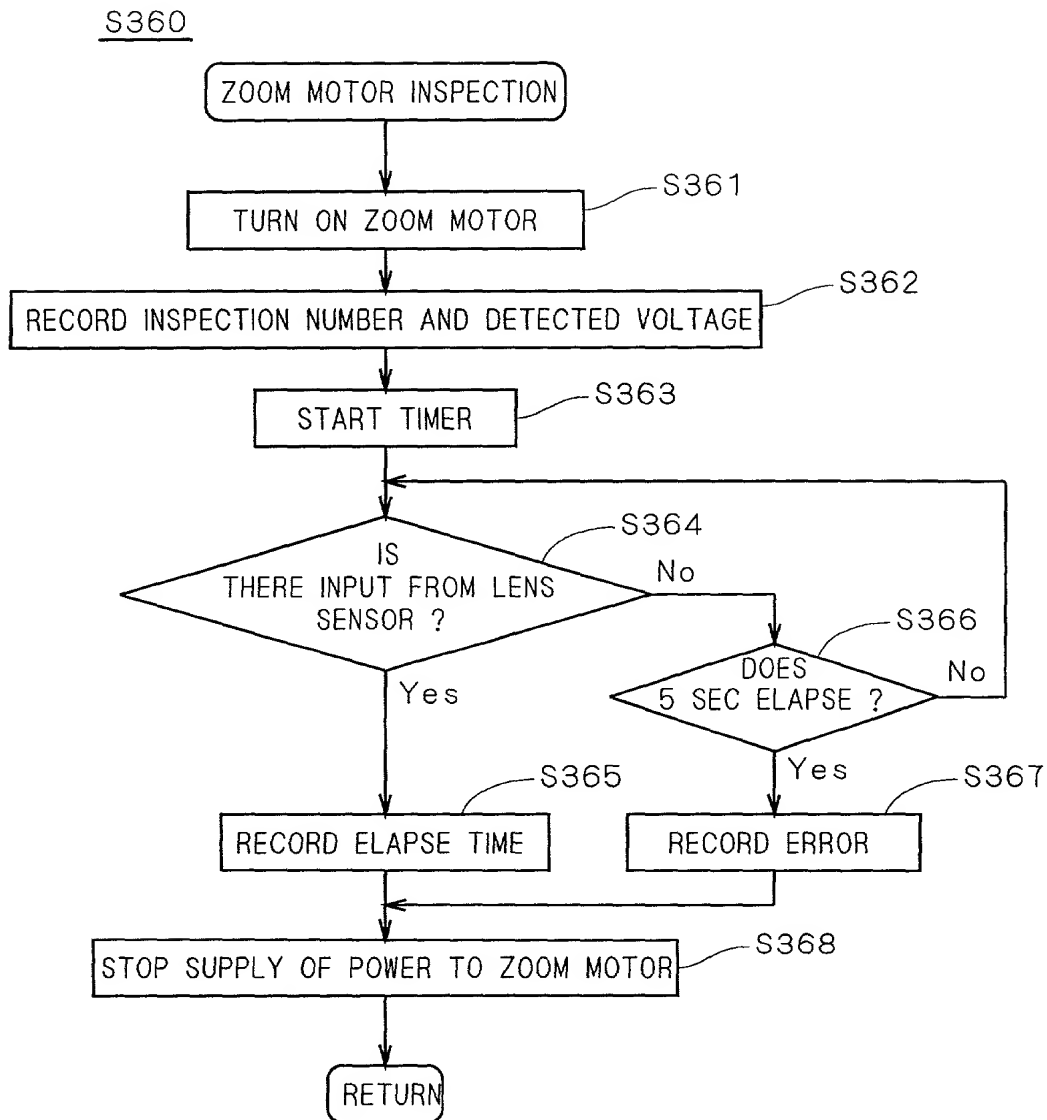 S360
ZOOM MOTOR INSPECTION
S361
TURN ON ZOOM MOTOR
S362
RECORD INSPECTION NUMBER AND DETECTED VOLTAGE
S363
START TIMER
S364
IS
THERE INPUT FROM LENS
SENSOR ?
No
Yes
S366
DOES
5 SEC ELAPSE ?
No
Yes
S365
RECORD ELAPSE TIME
S367
RECORD ERROR
S368
STOP SUPPLY OF POWER TO ZOOM MOTOR
RETURN